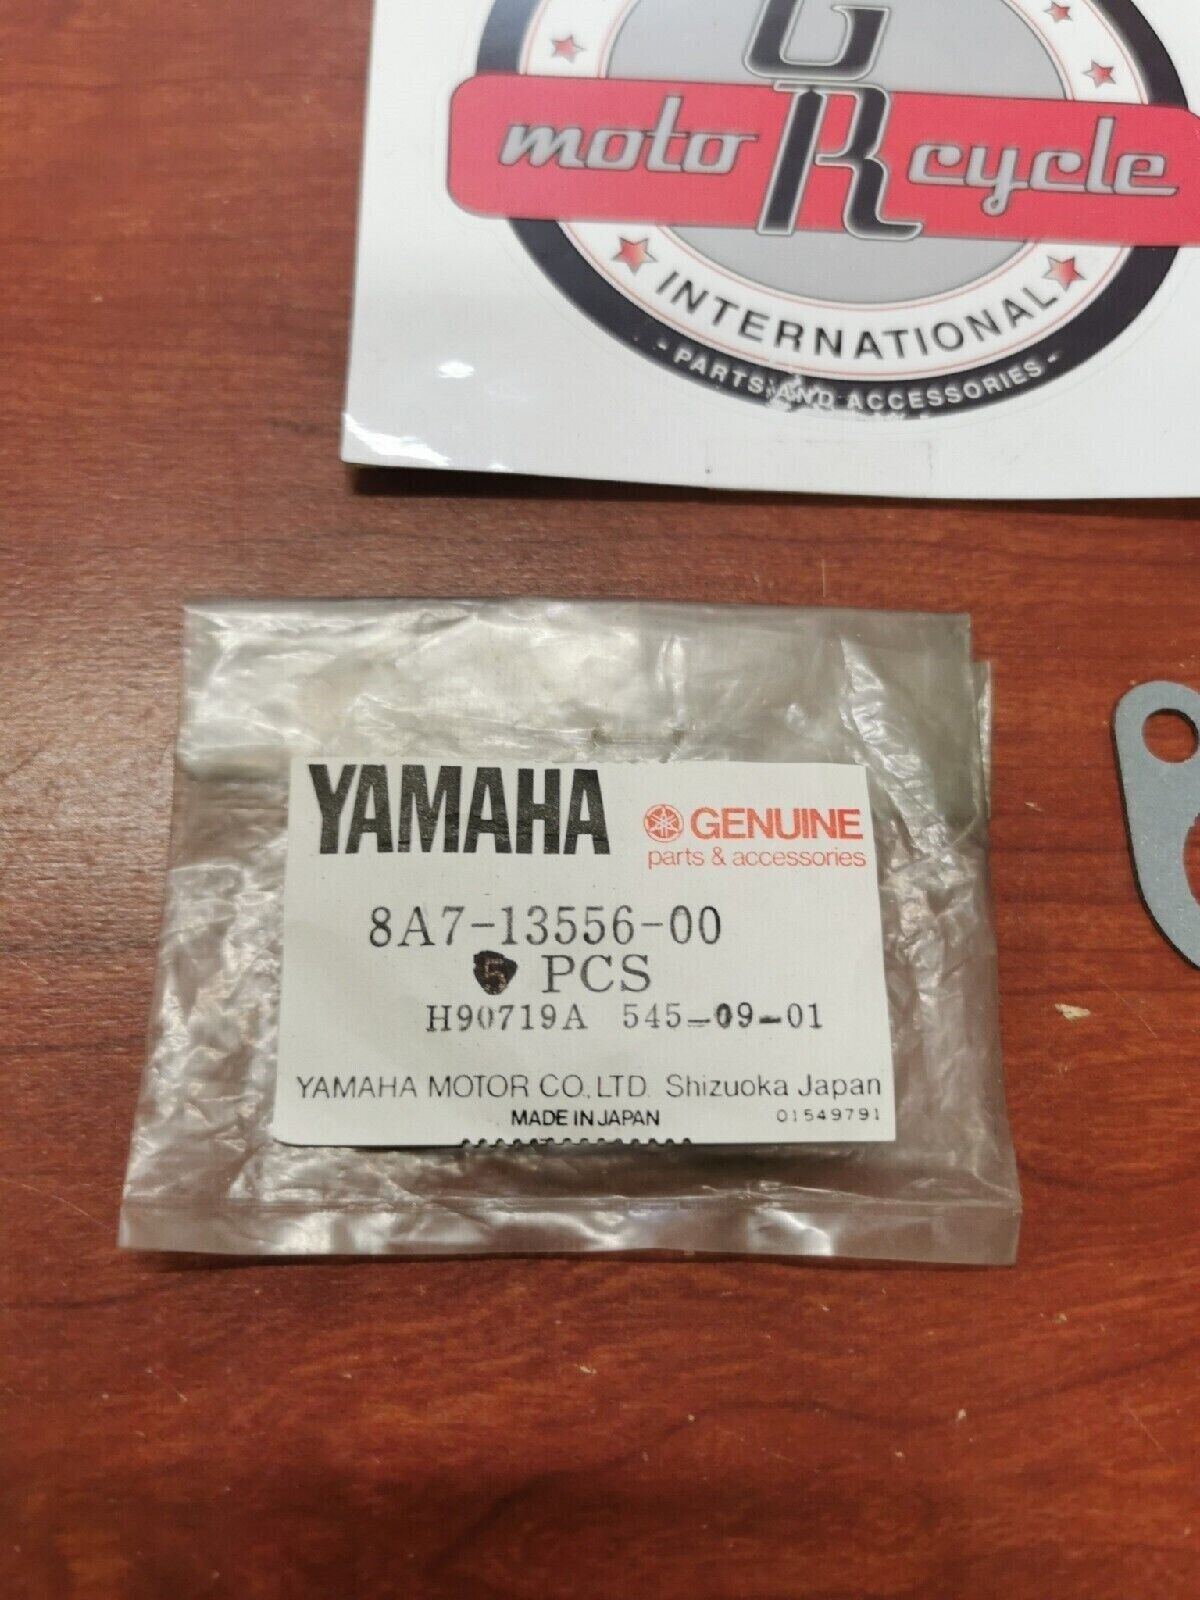 GR
moto cycle
INTERNATIONAL
- PARTS AND ACCESSORIES -
YAMAHA
GENUINE
parts & accessories
8A7-13556-00
5 PCS
H90719A 545-09-01
YAMAHA MOTOR CO.,LTD. Shizuoka Japan
MADE IN JAPAN 01549791